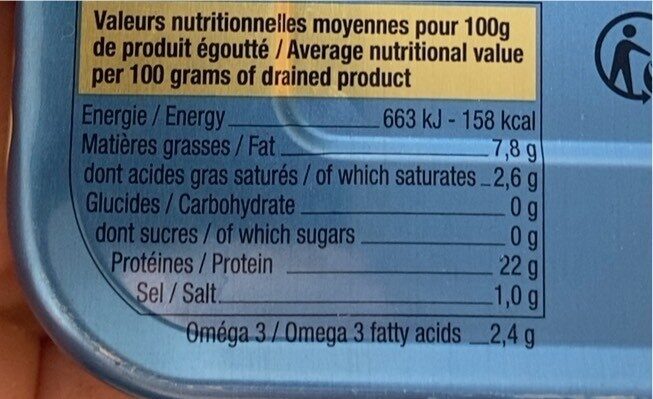 Valeurs nutritionnelles moyennes pour 100g
de produit égoutté / Average nutritional value
per 100 grams of drained product
Energie / Energy 663 kJ - 158 kcal
Matières grasses / Fat 7,8 g
dont acides gras saturés / of which saturates 2,6 g
Glucides / Carbohydrate 0 g
dont sucres / of which sugars 0 g
Protéines / Protein 22 g
Sel / Salt 1,0 g
Oméga 3 / Omega 3 fatty acids 2,4 g